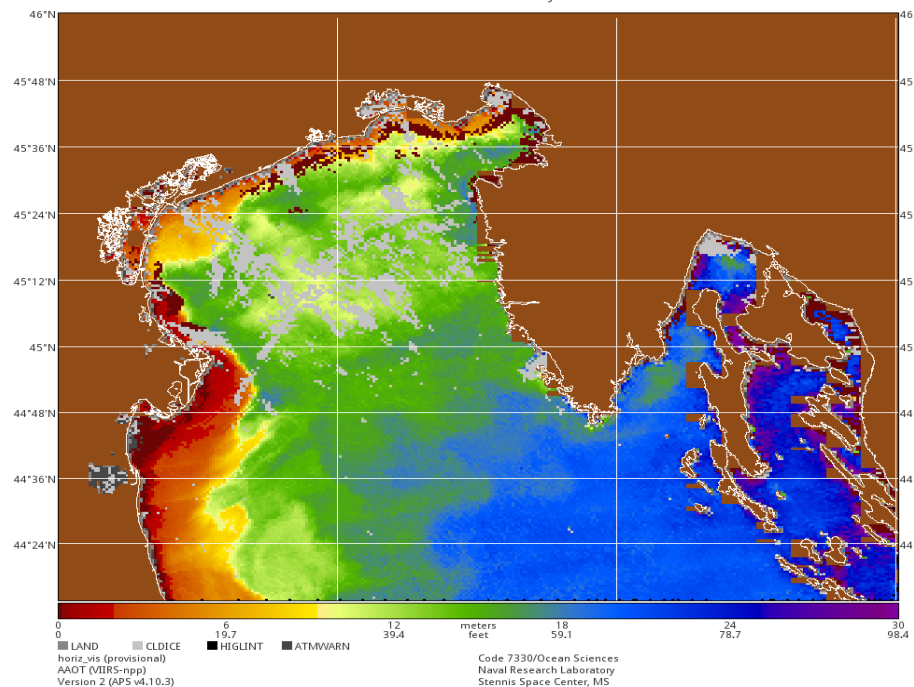 46°N 46
45°48'N 45
45°36'N 45
45°24'N 45
45°12'N 45
45°N 45
44°48'N 44
44°36'N 44
44°24'N 44
0 6 12 meters 18 24 30
0 19.7 39.4 feet 59.1 78.7 98.4
LAND CLDICE HIGLINT ATMWARN
horiz_vis (provisional) Code 7330/Ocean Sciences
AAOT (VIIRS-npp) Naval Research Laboratory
Version 2 (APS v4.10.3) Stennis Space Center, MS